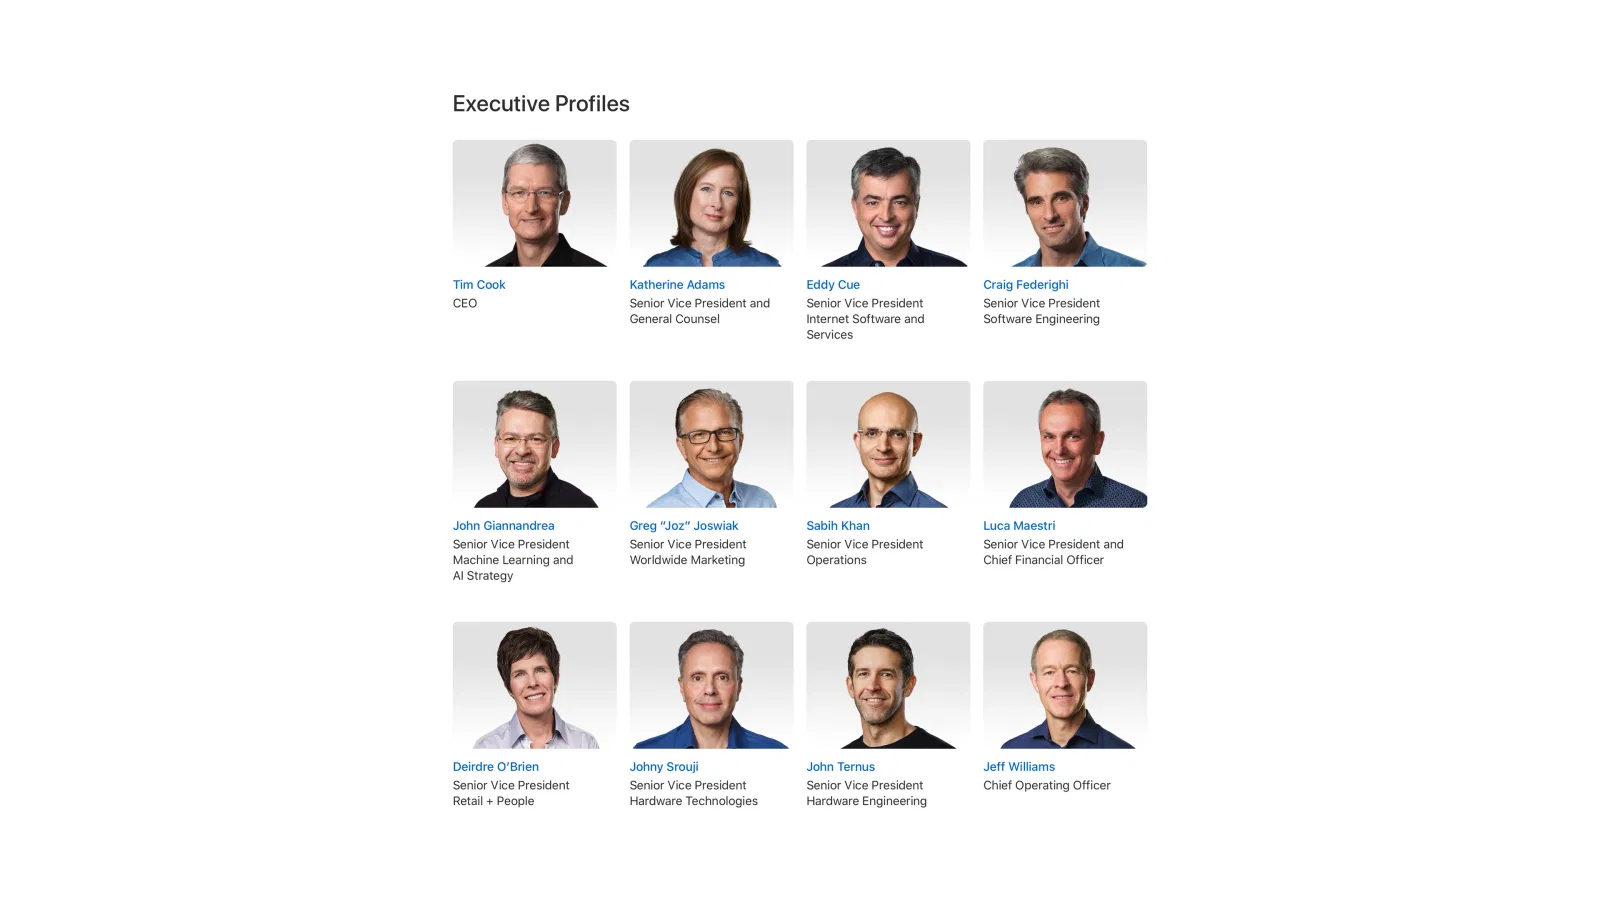 Executive Profiles
Tim Cook
CEO
Katherine Adams
Senior Vice President and
General Counsel
Eddy Cue
Senior Vice President
Internet Software and
Services
Craig Federighi
Senior Vice President
Software Engineering
John Giannandrea
Senior Vice President
Machine Learning and
AI Strategy
Greg “Joz” Joswiak
Senior Vice President
Worldwide Marketing
Sabih Khan
Senior Vice President
Operations
Luca Maestri
Senior Vice President and
Chief Financial Officer
Deirdre O’Brien
Senior Vice President
Retail + People
Johny Srouji
Senior Vice President
Hardware Technologies
John Ternus
Senior Vice President
Hardware Engineering
Jeff Williams
Chief Operating Officer